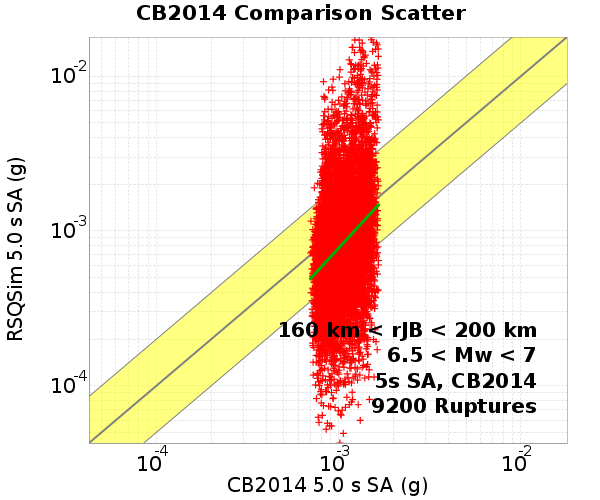 CB2014 Comparison Scatter
RSQSim 5.0 s SA (g)
10-2
10-3
10-4
160 km < rJB < 200 km
6.5 < Mw < 7
5s SA, CB2014
9200 Ruptures
10-4 10-3 10-2
CB2014 5.0 s SA (g)